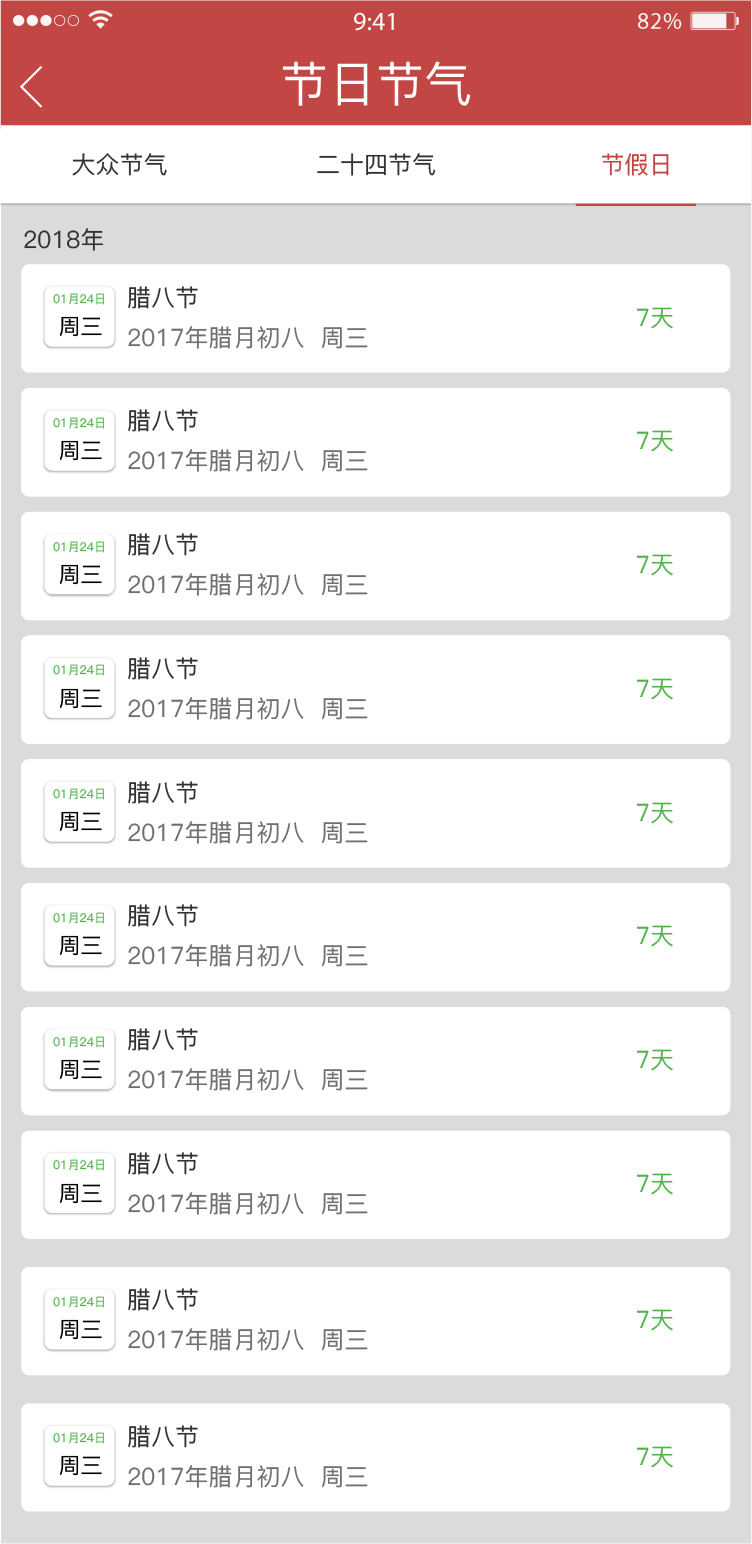 9:41 82%
节日节气
大众节气 二十四节气 节假日
2018年
01月24日
周三
腊八节
2017年腊月初八 周三
7天
01月24日
周三
腊八节
2017年腊月初八 周三
7天
01月24日
周三
腊八节
2017年腊月初八 周三
7天
01月24日
周三
腊八节
2017年腊月初八 周三
7天
01月24日
周三
腊八节
2017年腊月初八 周三
7天
01月24日
周三
腊八节
2017年腊月初八 周三
7天
01月24日
周三
腊八节
2017年腊月初八 周三
7天
01月24日
周三
腊八节
2017年腊月初八 周三
7天
01月24日
周三
腊八节
2017年腊月初八 周三
7天
01月24日
周三
腊八节
2017年腊月初八 周三
7天